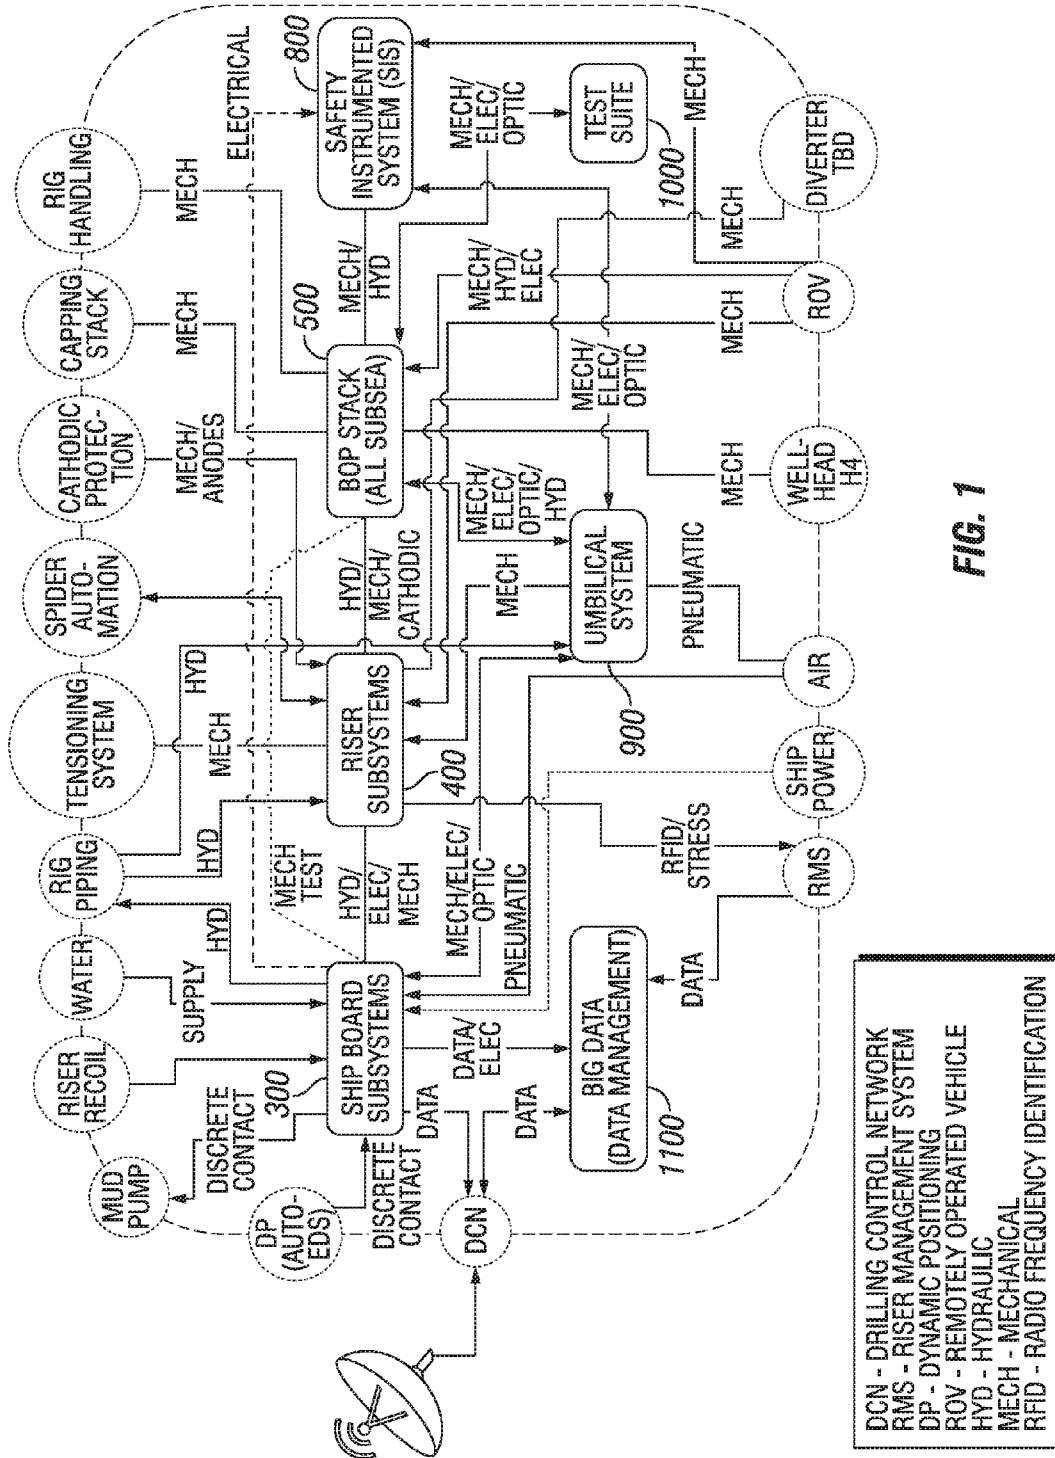 MUD
PUMP
RISER
RECOIL
WATER
RIG
PIPING
TENSIONING
SYSTEM
SPIDER
AUTO-
MATION
CATHODIC
PROTEC-
TION
CAPPING
STACK
RIG
HANDLING
DISCRETE
CONTACT
SUPPLY
HYD
HYD
HYD
MECH
MECH/
ANODES
MECH
MECH
ELECTRICAL
DP
(AUTO-
EDS)
DISCRETE
CONTACT
300
SHIP BOARD
SUBSYSTEMS
MECH
TEST
HYD/
ELEC/
MECH
RISER
SUBSYSTEMS
400
HYD/
MECH/
CATHODIC
500
BOP STACK
(ALL SUBSEA)
MECH/
HYD
800
SAFETY
INSTRUMENTED
SYSTEM (SIS)
DATA
DATA/
ELEC
MECH/ELEC/
OPTIC
PNEUMATIC
MECH
MECH/
ELEC/
OPTIC/
HYD
MECH/
HYD/
ELEC
MECH/
ELEC/
OPTIC
DCN
DATA
BIG DATA
(DATA MANAGEMENT)
1100
UMBILICAL
SYSTEM
900
MECH/
ELEC/
OPTIC
TEST
SUITE
1000
MECH
DATA
RFID/
STRESS
PNEUMATIC
MECH
MECH
MECH
RMS
SHIP
POWER
AIR
WELL-
HEAD
H4
ROV
DIVERTER
TBD
DCN - DRILLING CONTROL NETWORK
RMS - RISER MANAGEMENT SYSTEM
DP - DYNAMIC POSITIONING
ROV - REMOTELY OPERATED VEHICLE
HYD - HYDRAULIC
MECH - MECHANICAL
RFID - RADIO FREQUENCY IDENTIFICATION
FIG. 1